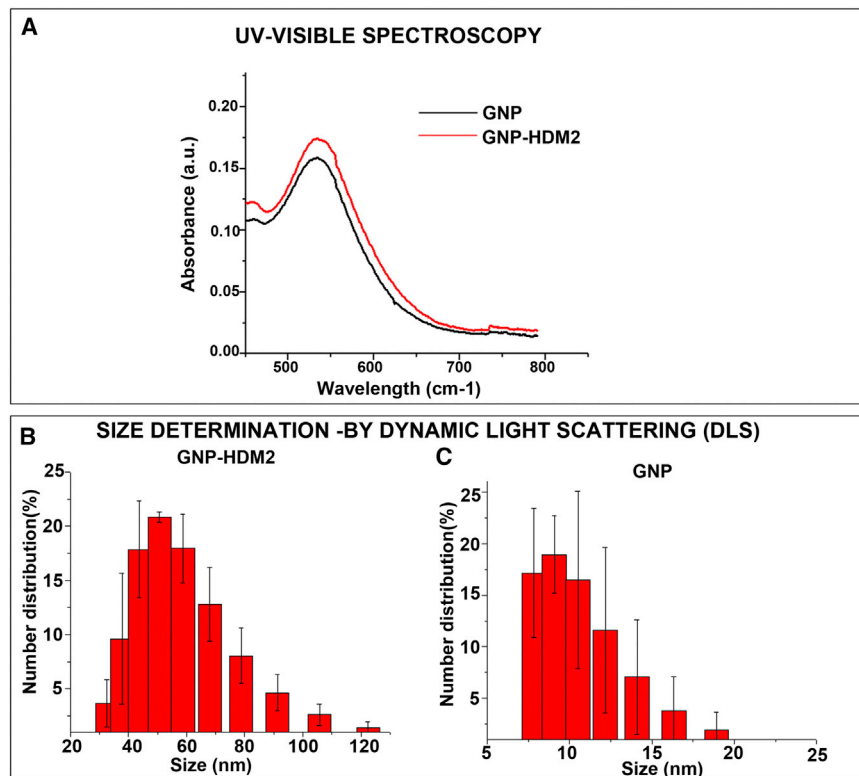 A
UV-VISIBLE SPECTROSCOPY
GNP
GNP-HDM2
Absorbance (a.u.)
0.20
0.15
0.10
0.05
0.00
500 600 700 800
Wavelength (cm-1)
SIZE DETERMINATION -BY DYNAMIC LIGHT SCATTERING (DLS)
B
GNP-HDM2
Number distribution(%)
25
20
15
10
5
20 40 60 80 100 120
Size (nm)
C
GNP
Number distribution(%)
25
20
15
10
5
5 10 15 20 25
Size (nm)